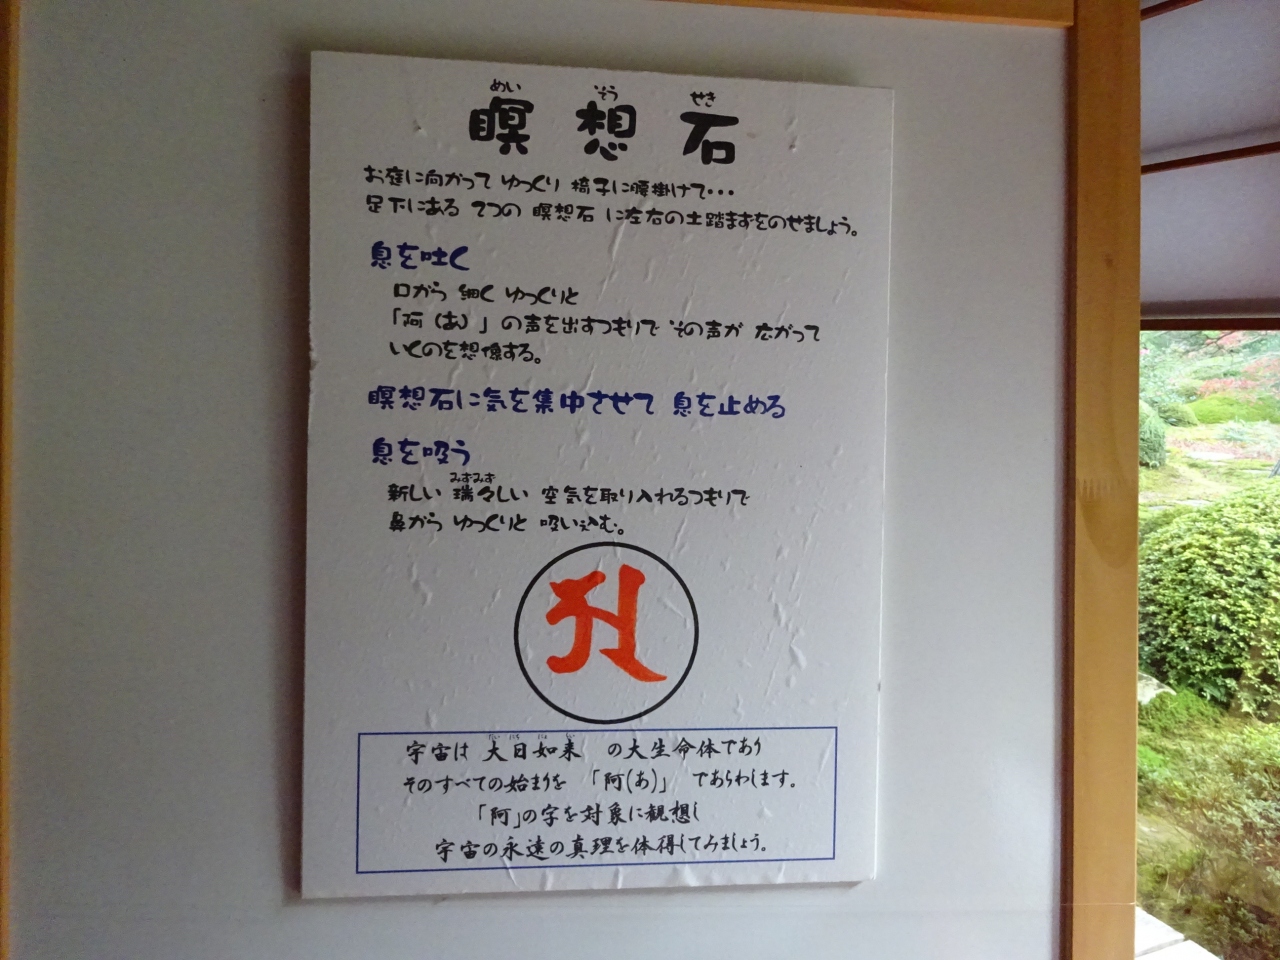 めい そう せき
瞑想石
お庭に向かって ゆっくり 椅子に腰掛けて・・・
足下にある 2つの 瞑想石 に左右の土踏まずをのせましょう。
息を吐く
口から 細く ゆっくりと
「阿(あ)」の声を出すつもりで その声が 広がって
いくのを想像する。
瞑想石に気を集中させて 息を止める
息を吸う
みずみず
新しい 瑞々しい 空気を取り入れるつもりで
鼻から ゆっくりと 吸い込む。
𑖀
だい にち にょ らい
宇宙は 大日如来 の大生命体であり
そのすべての始まりを 「阿(あ)」 であらわします。
「阿」の字を対象に観想し
宇宙の永遠の真理を体得してみましょう。